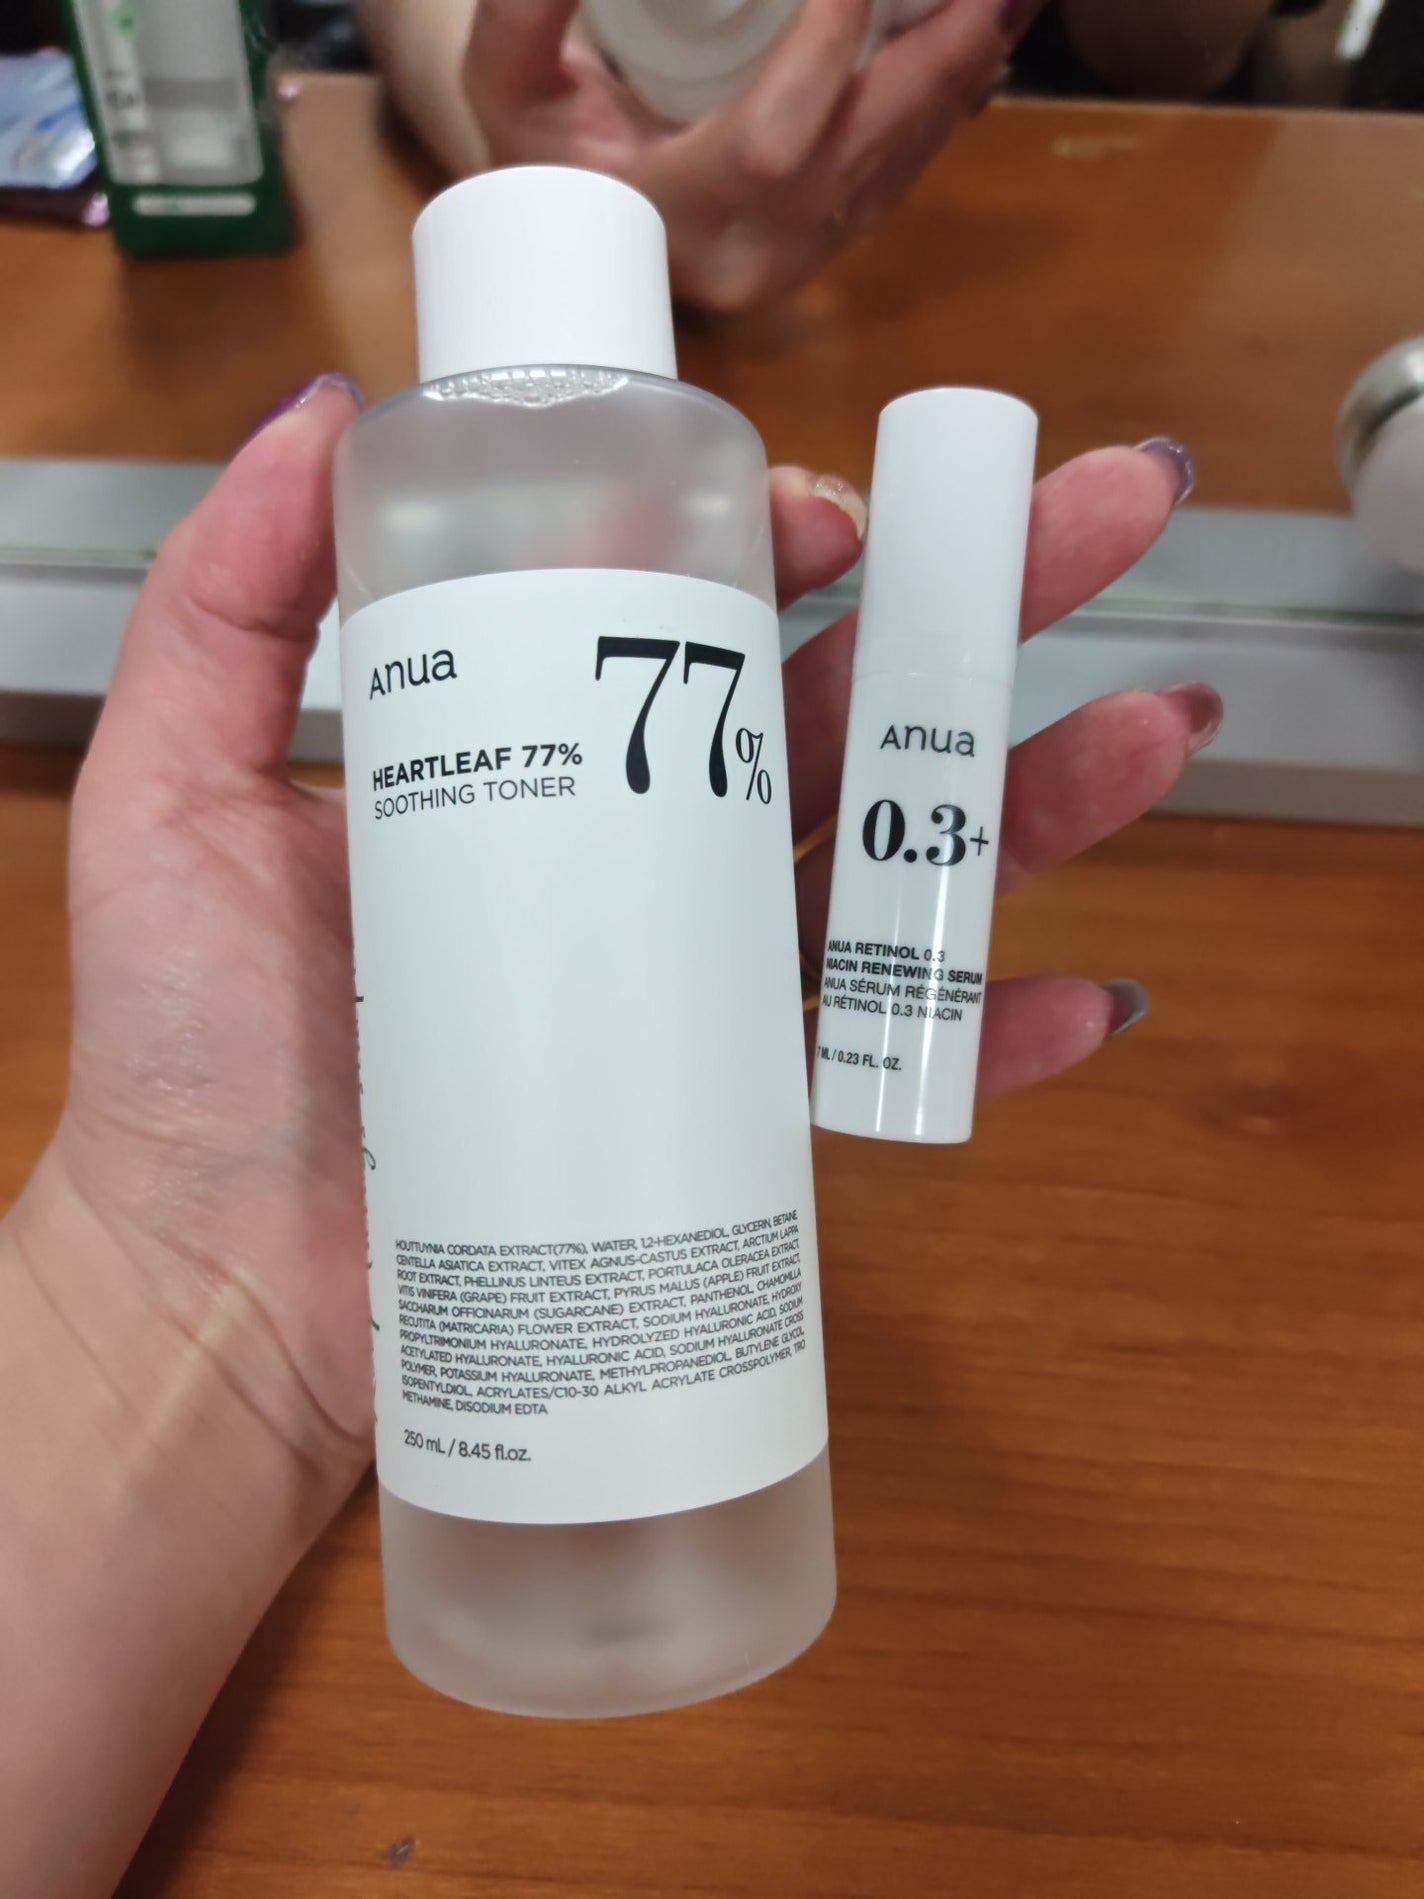 Anua
77%
HEARTLEAF 77%
SOOTHING TONER
HOUTTUYNIA CORDATA EXTRACT(77%), WATER, 1,2-HEXANEDIOL, GLYCERIN, BETAINE,
CENTELLA ASIATICA EXTRACT, VITEX AGNUS-CASTUS EXTRACT, ARCTIUM LAPPA
ROOT EXTRACT, PHELLINUS LINTEUS EXTRACT, PORTULACA OLERACEA EXTRACT,
VITIS VINIFERA (GRAPE) FRUIT EXTRACT, PYRUS MALUS (APPLE) FRUIT EXTRACT,
SACCHARUM OFFICINARUM (SUGARCANE) EXTRACT, PANTHENOL, CHAMOMILLA
RECUTITA (MATRICARIA) FLOWER EXTRACT, SODIUM HYALURONATE, HYDROXY
PROPYLTRIMONIUM HYALURONATE, HYDROLYZED HYALURONIC ACID, SODIUM
ACETYLATED HYALURONATE, HYALURONIC ACID, SODIUM HYALURONATE CROSS
POLYMER, POTASSIUM HYALURONATE, METHYLPROPANEDIOL, BUTYLENE GLYCOL,
ISOPENTYLDIOL, ACRYLATES/C10-30 ALKYL ACRYLATE CROSSPOLYMER, TRO
METHAMINE, DISODIUM EDTA
250 mL / 8.45 fl.oz.
Anua
0.3+
ANUA RETINOL 0.3
NIACIN RENEWING SERUM
ANUA SÉRUM RÉGÉNÉRANT
AU RÉTINOL 0.3 NIACIN
7 ML / 0.23 FL. OZ.